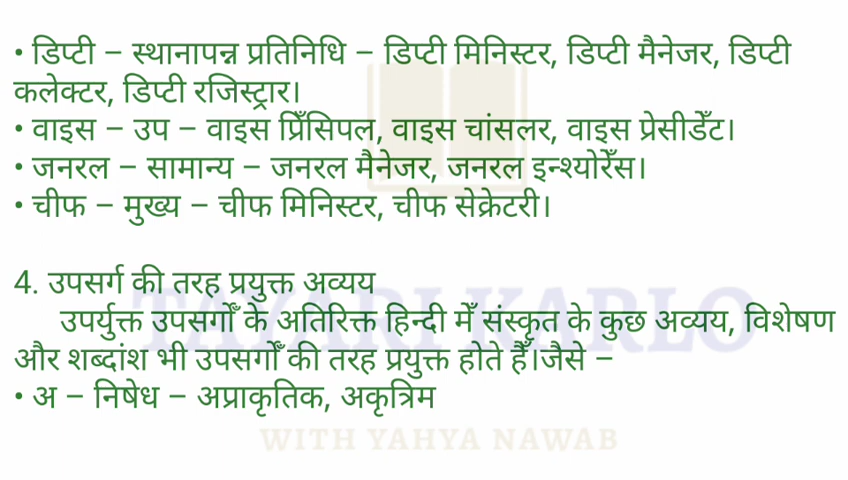 • डिप्टी – स्थानापन्न प्रतिनिधि – डिप्टी मिनिस्टर, डिप्टी मैनेजर, डिप्टी
कलेक्टर, डिप्टी रजिस्ट्रार।
• वाइस – उप – वाइस प्रिँसिपल, वाइस चांसलर, वाइस प्रेसीडेँट।
• जनरल – सामान्य – जनरल मैनेजर, जनरल इन्श्योरेँस।
• चीफ – मुख्य – चीफ मिनिस्टर, चीफ सेक्रेटरी।
4. उपसर्ग की तरह प्रयुक्त अव्यय
उपर्युक्त उपसर्गोँ के अतिरिक्त हिन्दी मेँ संस्कृत के कुछ अव्यय, विशेषण
और शब्दांश भी उपसर्गोँ की तरह प्रयुक्त होते हैँ।जैसे –
• अ – निषेध – अप्राकृतिक, अकृत्रिम
TAYARI KARLO
WITH YAHYA NAWAB